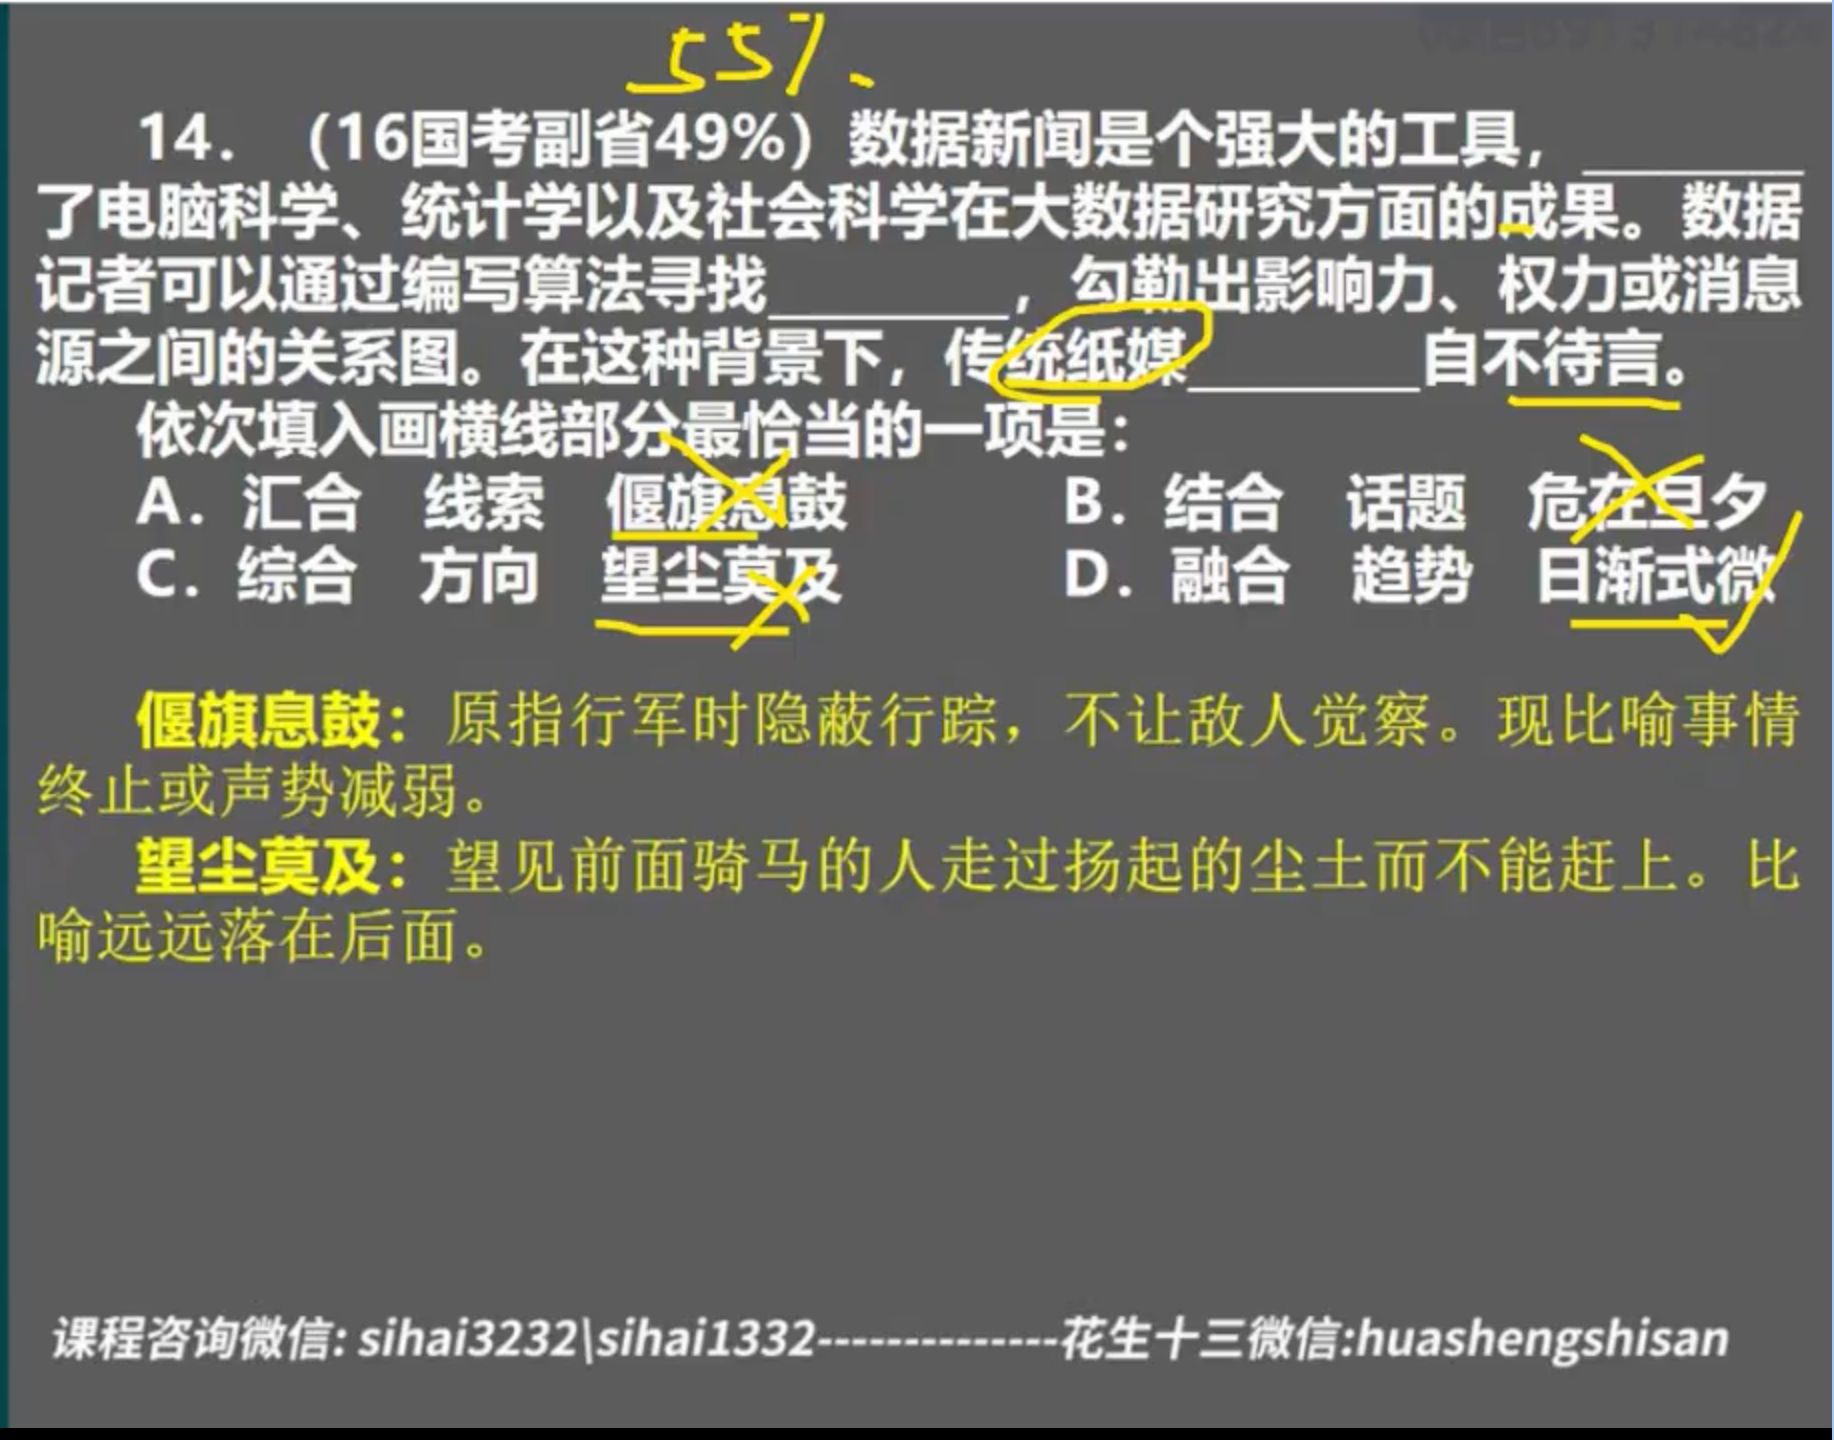 55%
14. （16国考副省49%）数据新闻是个强大的工具，________
了电脑科学、统计学以及社会科学在大数据研究方面的成果。数据
记者可以通过编写算法寻找________，勾勒出影响力、权力或消息
源之间的关系图。在这种背景下，传统纸媒________自不待言。
依次填入画横线部分最恰当的一项是：
A. 汇合 线索 偃旗息鼓 B. 结合 话题 危在旦夕
C. 综合 方向 望尘莫及 D. 融合 趋势 日渐式微
偃旗息鼓：原指行军时隐蔽行踪，不让敌人觉察。现比喻事情
终止或声势减弱。
望尘莫及：望见前面骑马的人走过扬起的尘土而不能赶上。比
喻远远落在后面。
课程咨询微信: sihai3232\sihai1332--------------花生十三微信:huashengshisan